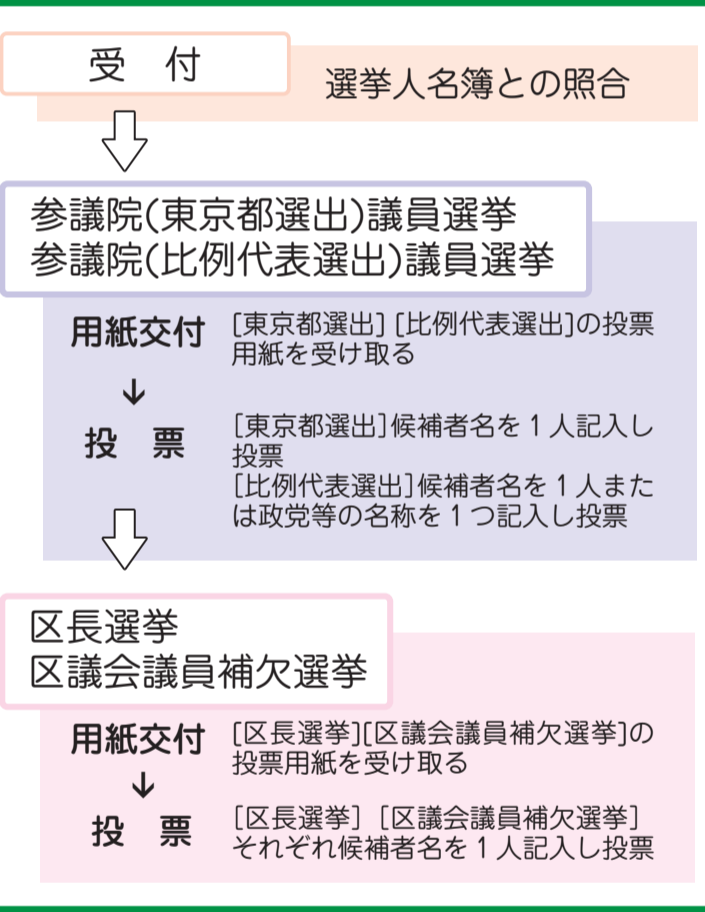 受　付
選挙人名簿との照合
参議院(東京都選出)議員選挙
参議院(比例代表選出)議員選挙
用紙交付
[東京都選出] [比例代表選出]の投票
用紙を受け取る
↓
投　票
[東京都選出]候補者名を１人記入し
投票
[比例代表選出]候補者名を１人また
は政党等の名称を１つ記入し投票
区長選挙
区議会議員補欠選挙
用紙交付
[区長選挙][区議会議員補欠選挙]の
投票用紙を受け取る
↓
投　票
[区長選挙] [区議会議員補欠選挙]
それぞれ候補者名を１人記入し投票